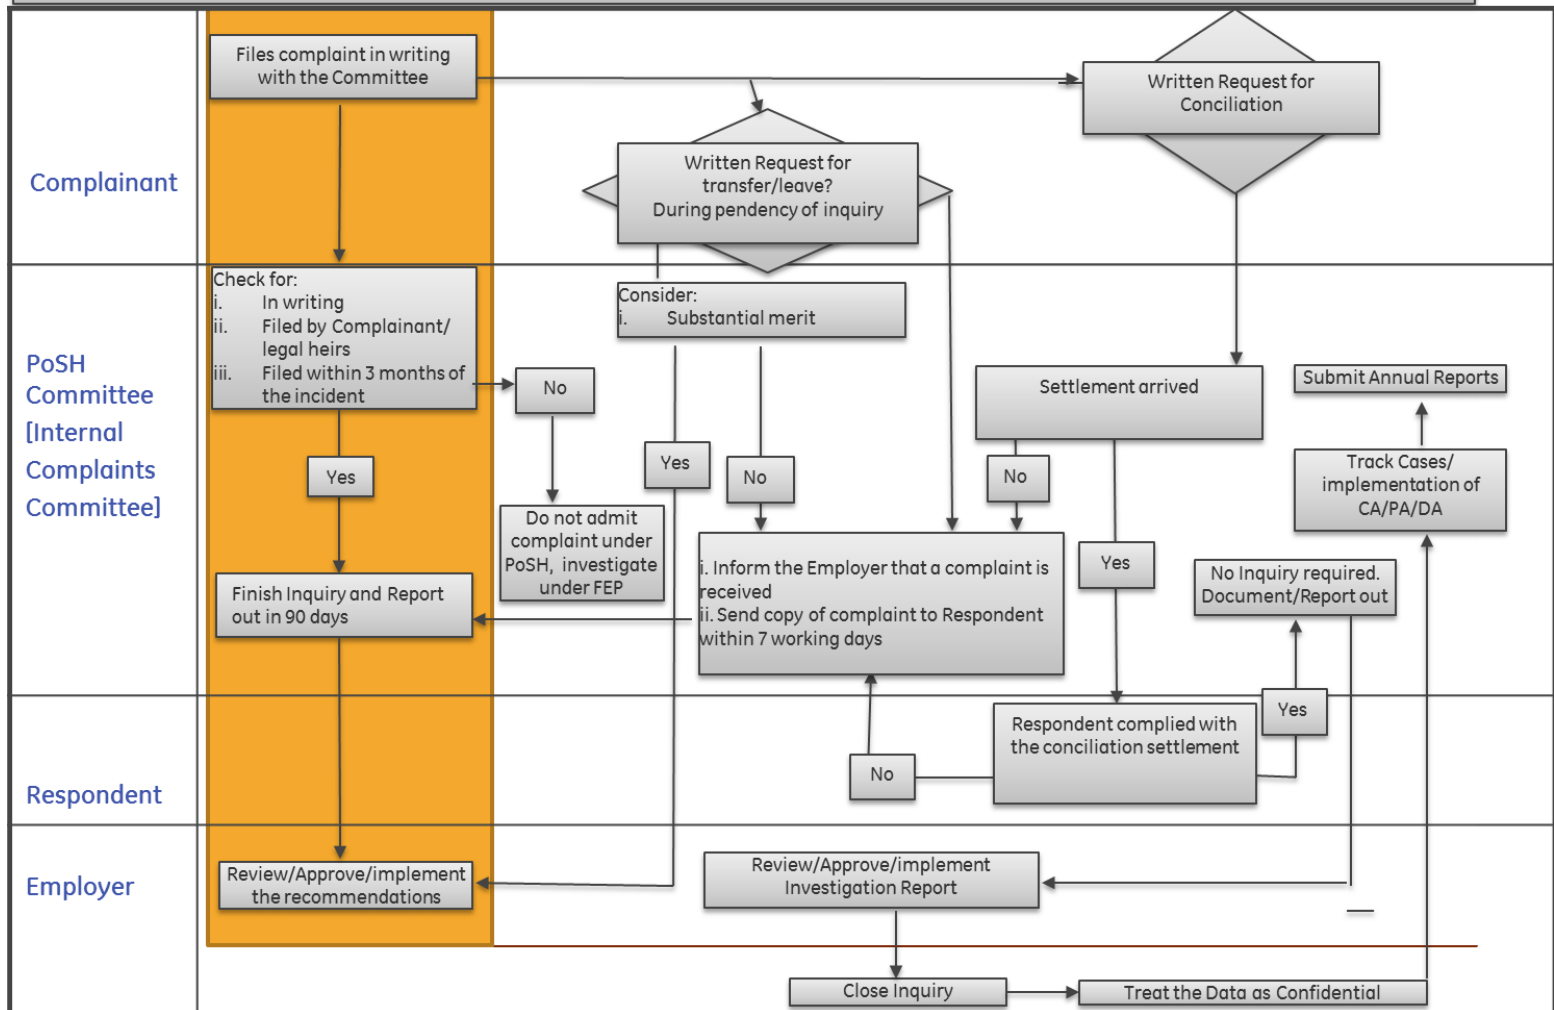 Files complaint in writing
with the Committee
Written Request for
Conciliation
Complainant
Written Request for
transfer/leave?
During pendency of inquiry
PoSH
Committee
[Internal
Complaints
Committee]
Check for:
i. In writing
ii. Filed by Complainant/
legal heirs
iii. Filed within 3 months of
the incident
No
Yes
Do not admit
complaint under
PoSH, investigate
under FEP
Finish Inquiry and Report
out in 90 days
Consider:
i. Substantial merit
Yes
No
i. Inform the Employer that a complaint is
received
ii. Send copy of complaint to Respondent
within 7 working days
Settlement arrived
No
Yes
Submit Annual Reports
Track Cases/
implementation of
CA/PA/DA
No Inquiry required.
Document/Report out
Respondent
No
Respondent complied with
the conciliation settlement
Yes
Employer
Review/Approve/implement
the recommendations
Review/Approve/implement
Investigation Report
Close Inquiry
Treat the Data as Confidential